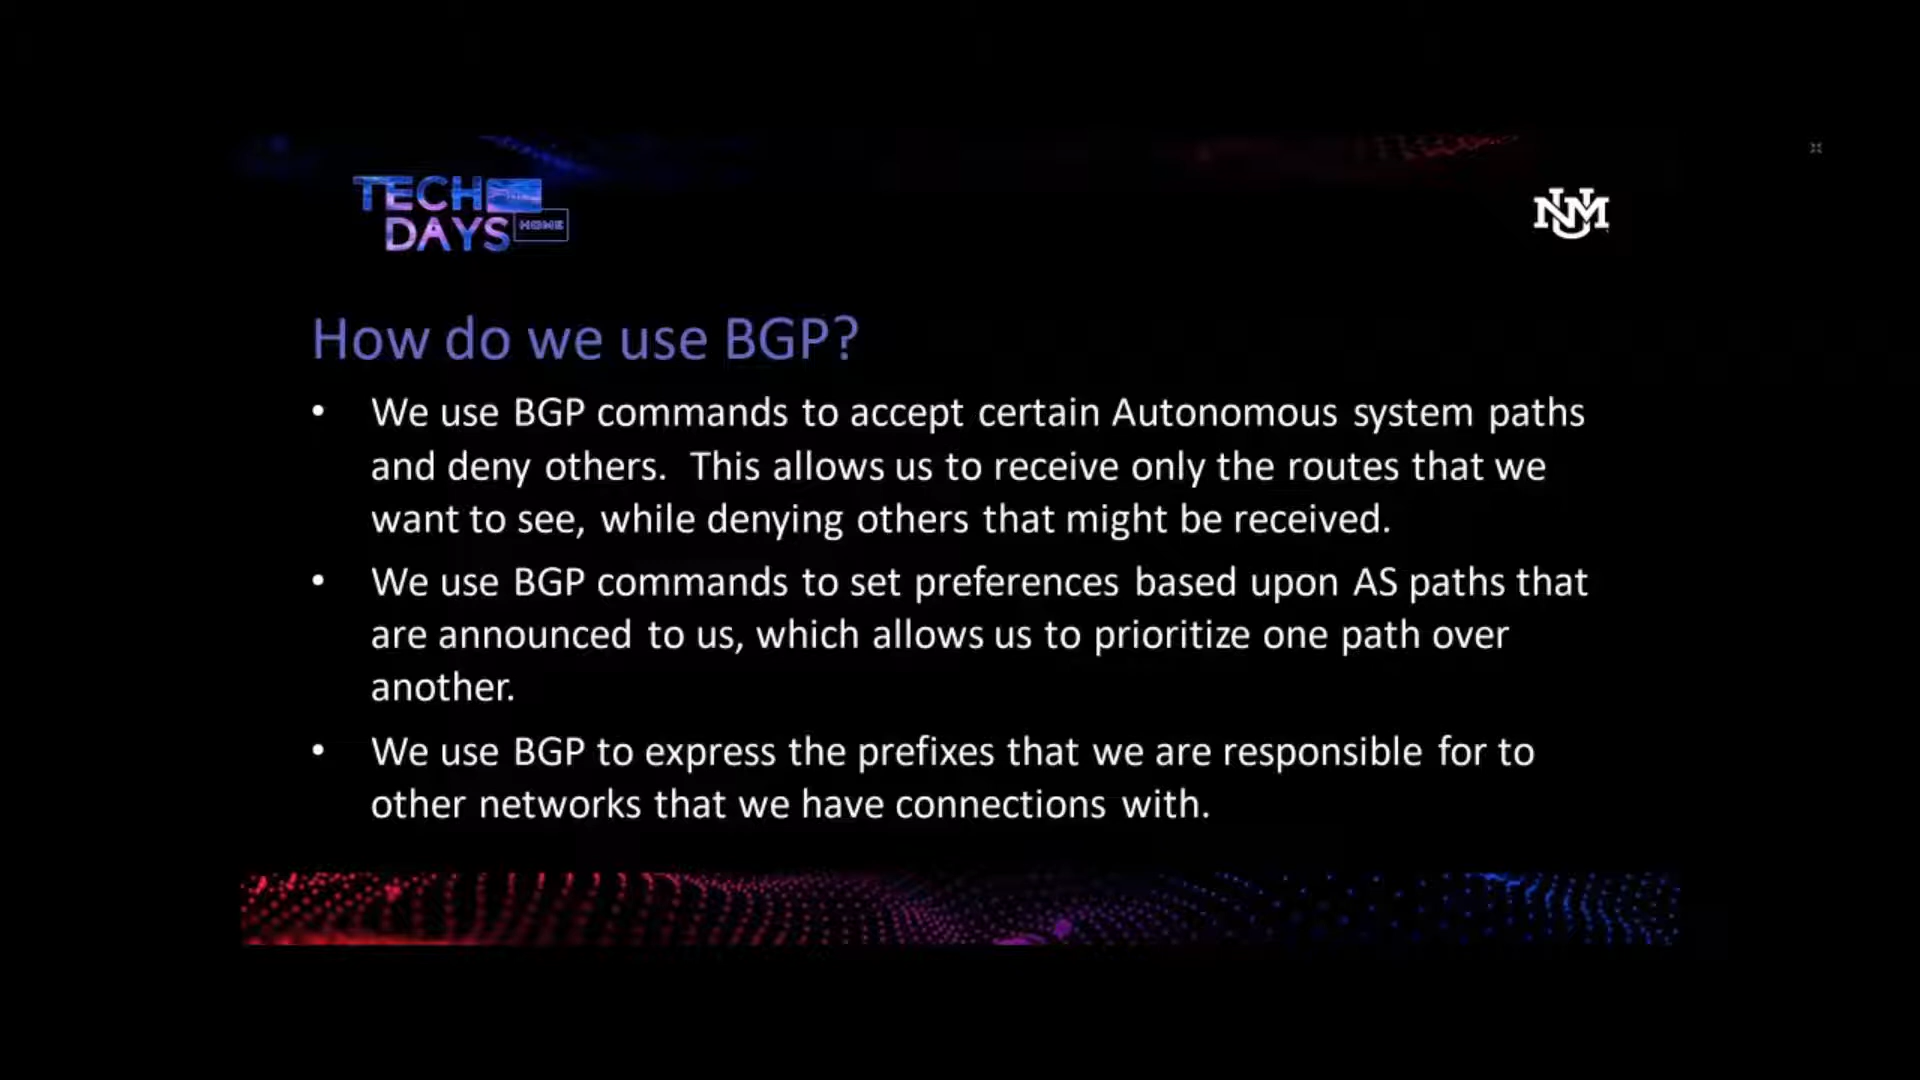 TECH
DAYS HOME
UNM
How do we use BGP?
• We use BGP commands to accept certain Autonomous system paths
and deny others.  This allows us to receive only the routes that we
want to see, while denying others that might be received.
• We use BGP commands to set preferences based upon AS paths that
are announced to us, which allows us to prioritize one path over
another.
• We use BGP to express the prefixes that we are responsible for to
other networks that we have connections with.